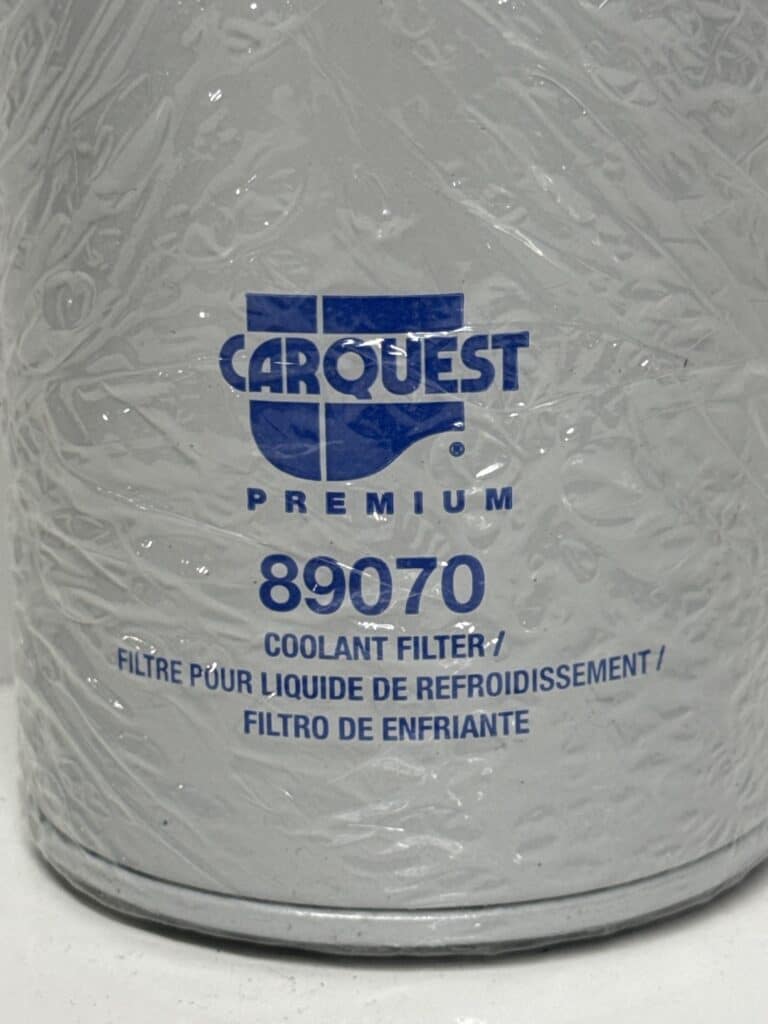 CARQUEST
®
PREMIUM
89070
COOLANT FILTER /
FILTRE POUR LIQUIDE DE REFROIDISSEMENT /
FILTRO DE ENFRIANTE